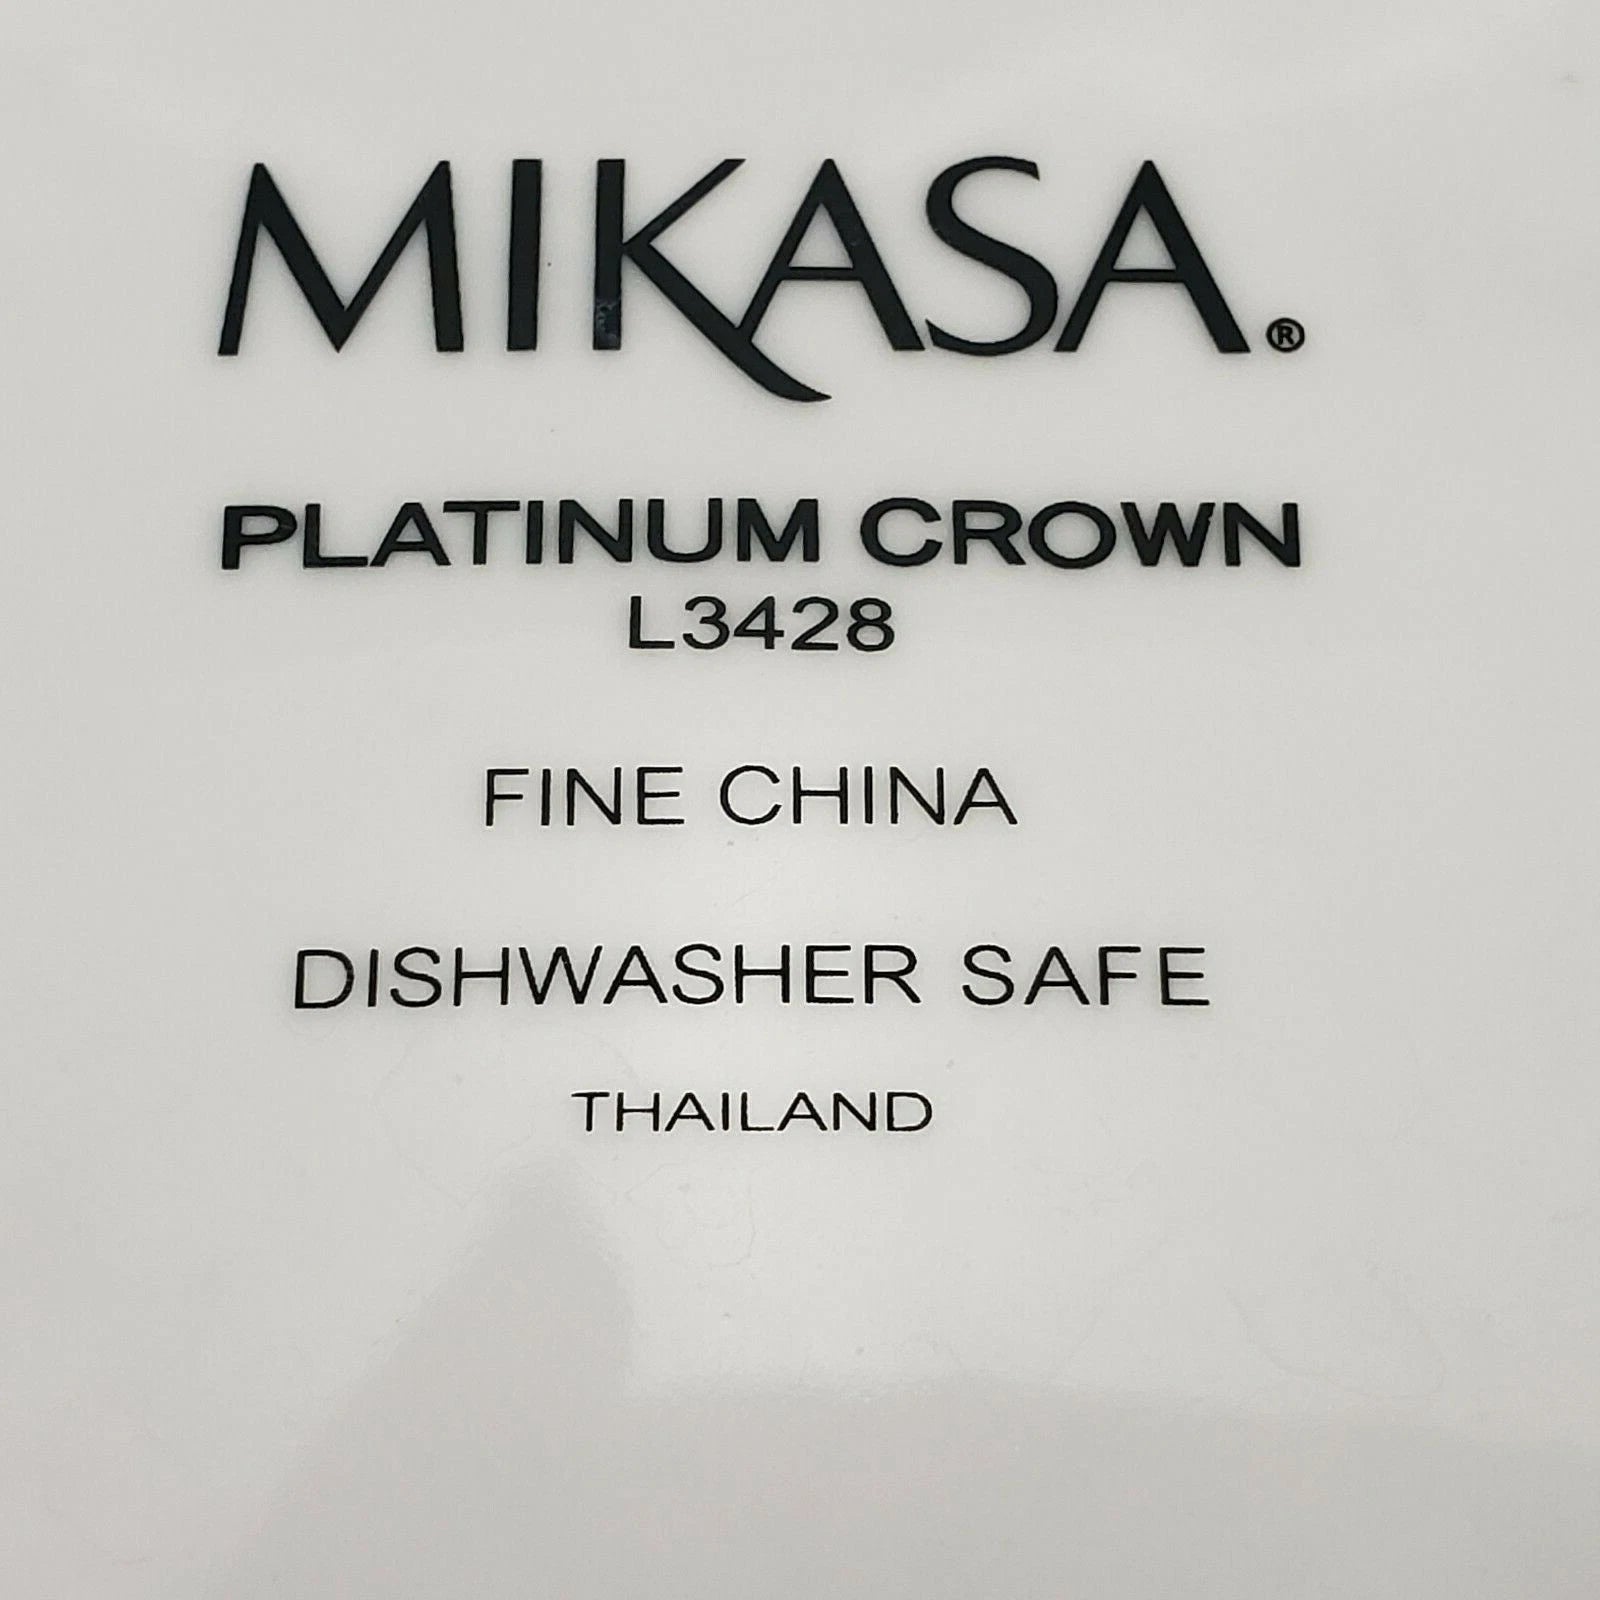 MIKASA®
PLATINUM CROWN
L3428
FINE CHINA
DISHWASHER SAFE
THAILAND